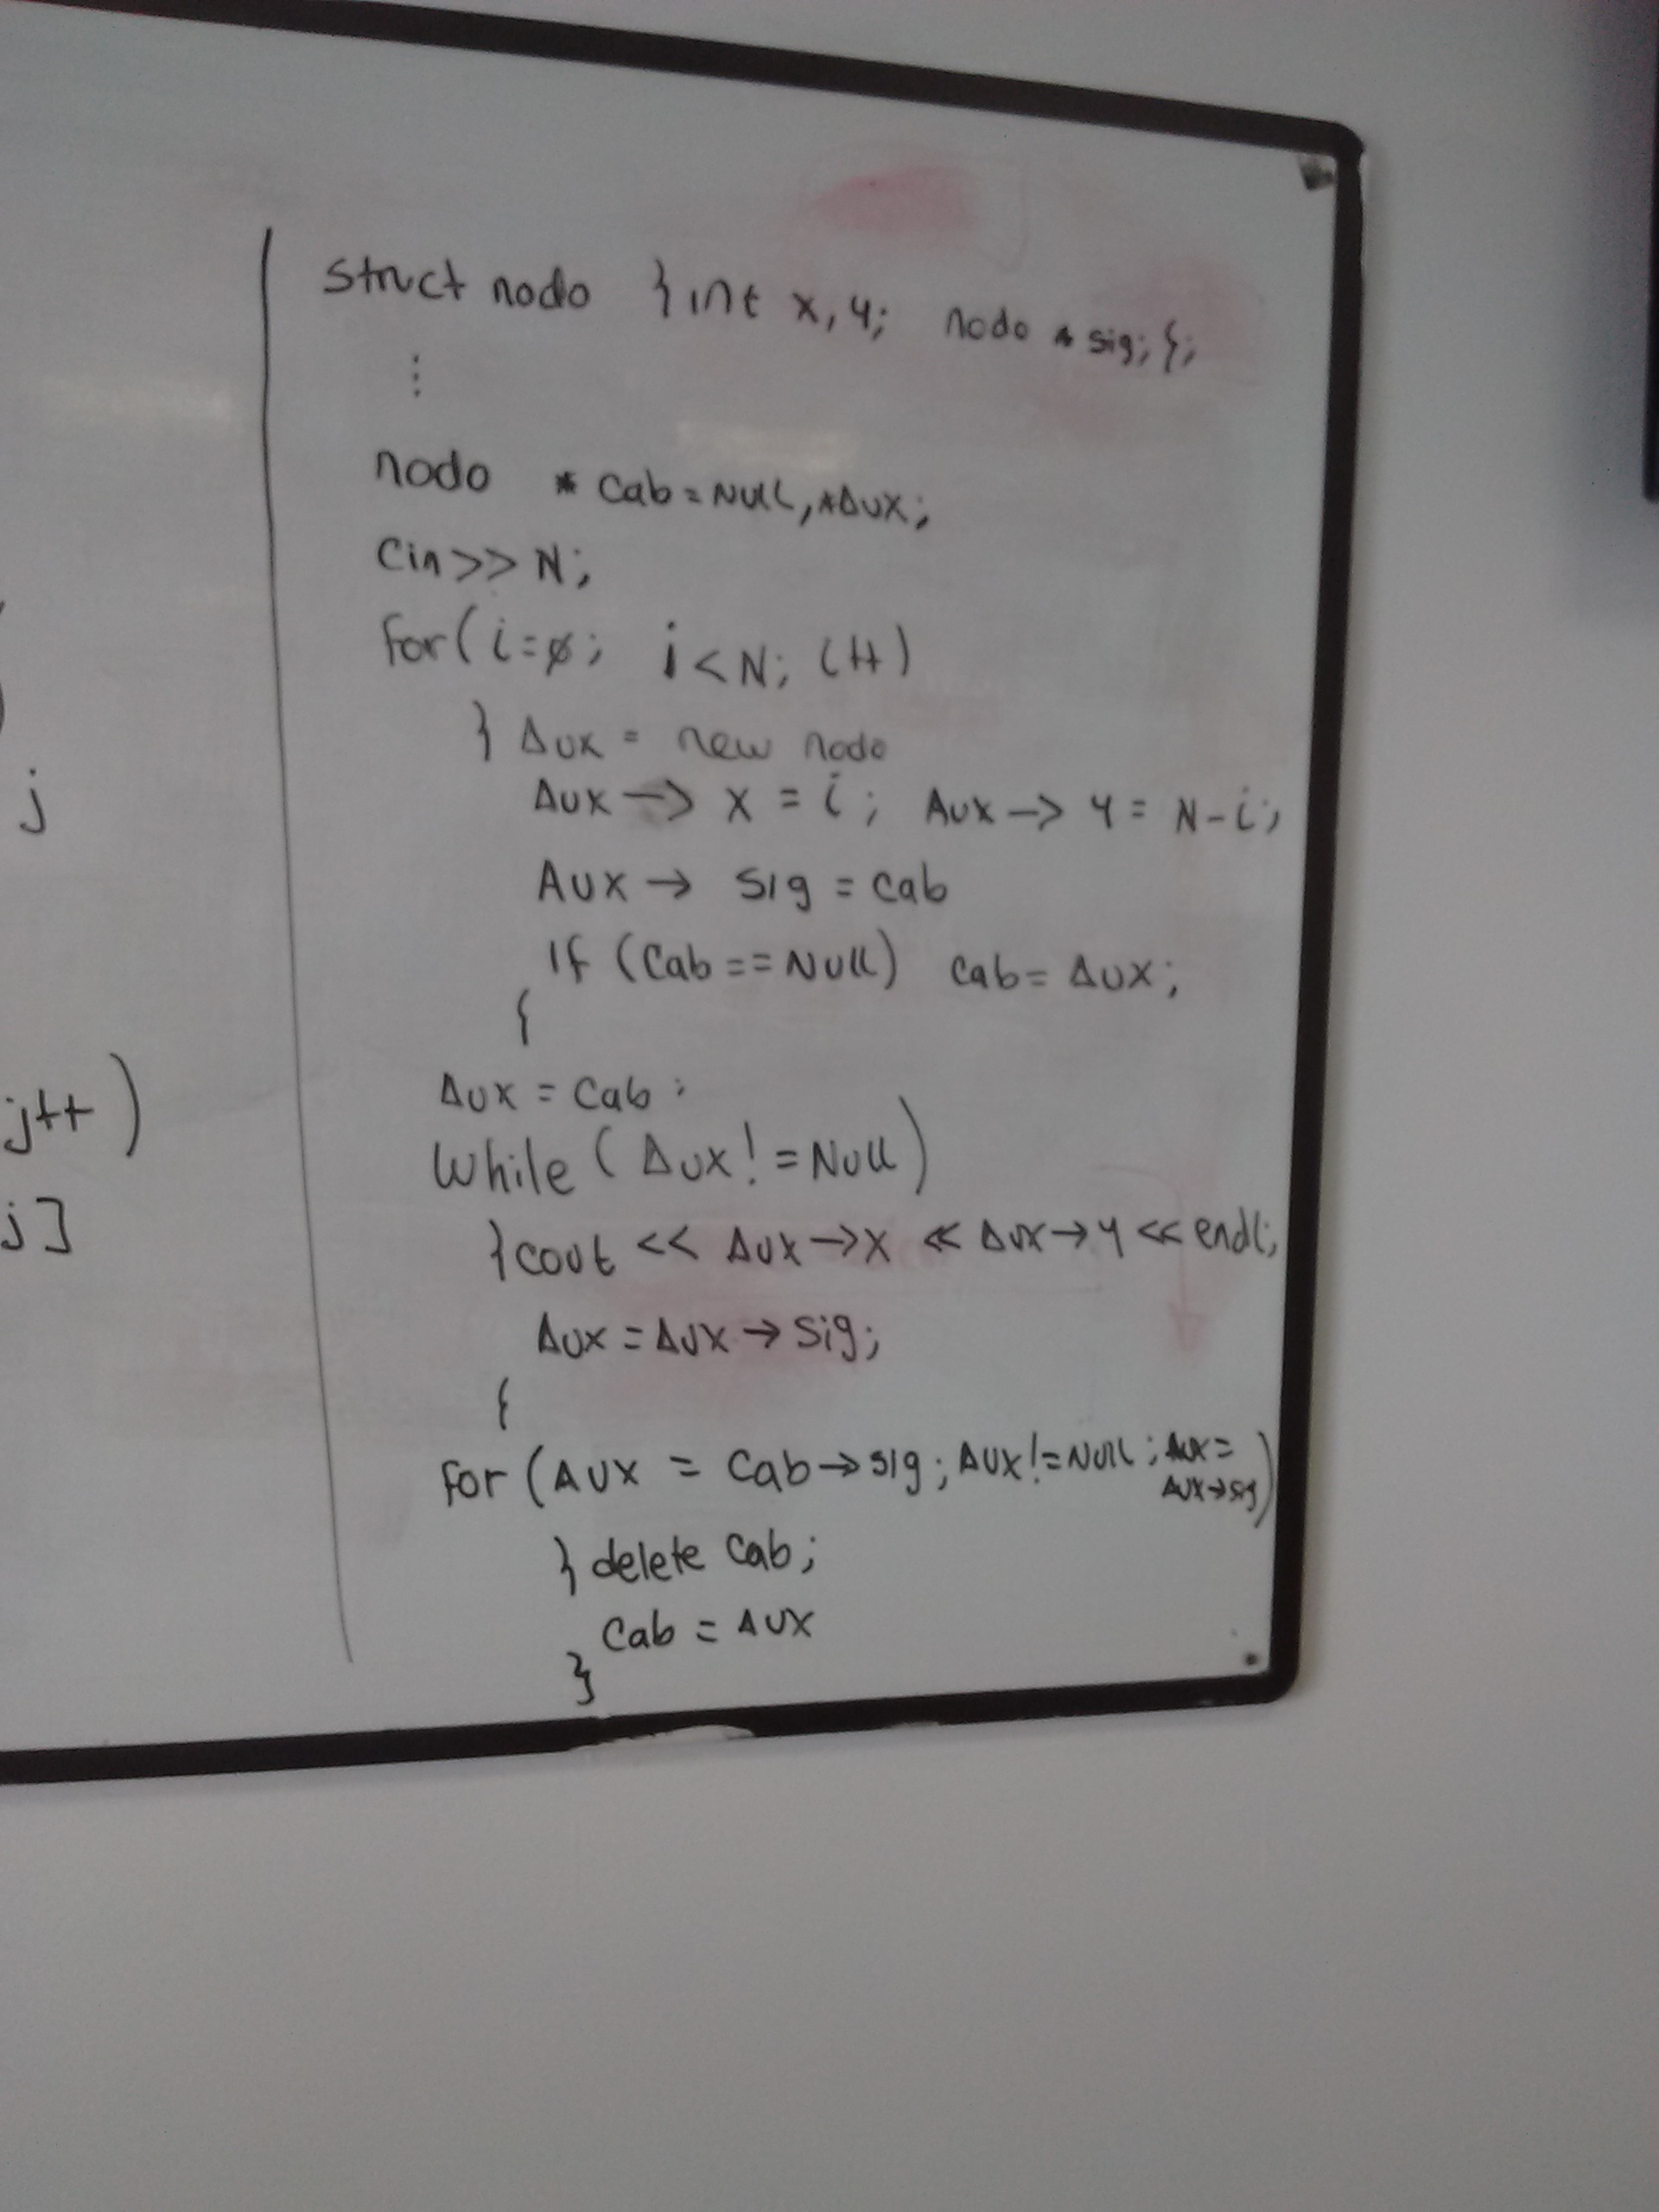 struct nodo } int x, y; nodo * sig; {;
⋮
nodo * cab = NULL, *AUX;
cin >> N;
for ( i = ø; i < N; i++ )
} AUX = new nodo
AUX -> x = i ; AUX -> y = N - i ;
AUX -> sig = cab
If (cab == NULL) cab = AUX ;
{
AUX = cab ;
while ( AUX != NULL )
} cout << AUX -> x << AUX -> y << endl;
AUX = AUX -> sig;
{
for ( AUX = cab -> sig ; AUX != NULL ; AUX =
AUX -> sig )
} delete cab ;
cab = AUX
}
j
j++ )
j ]